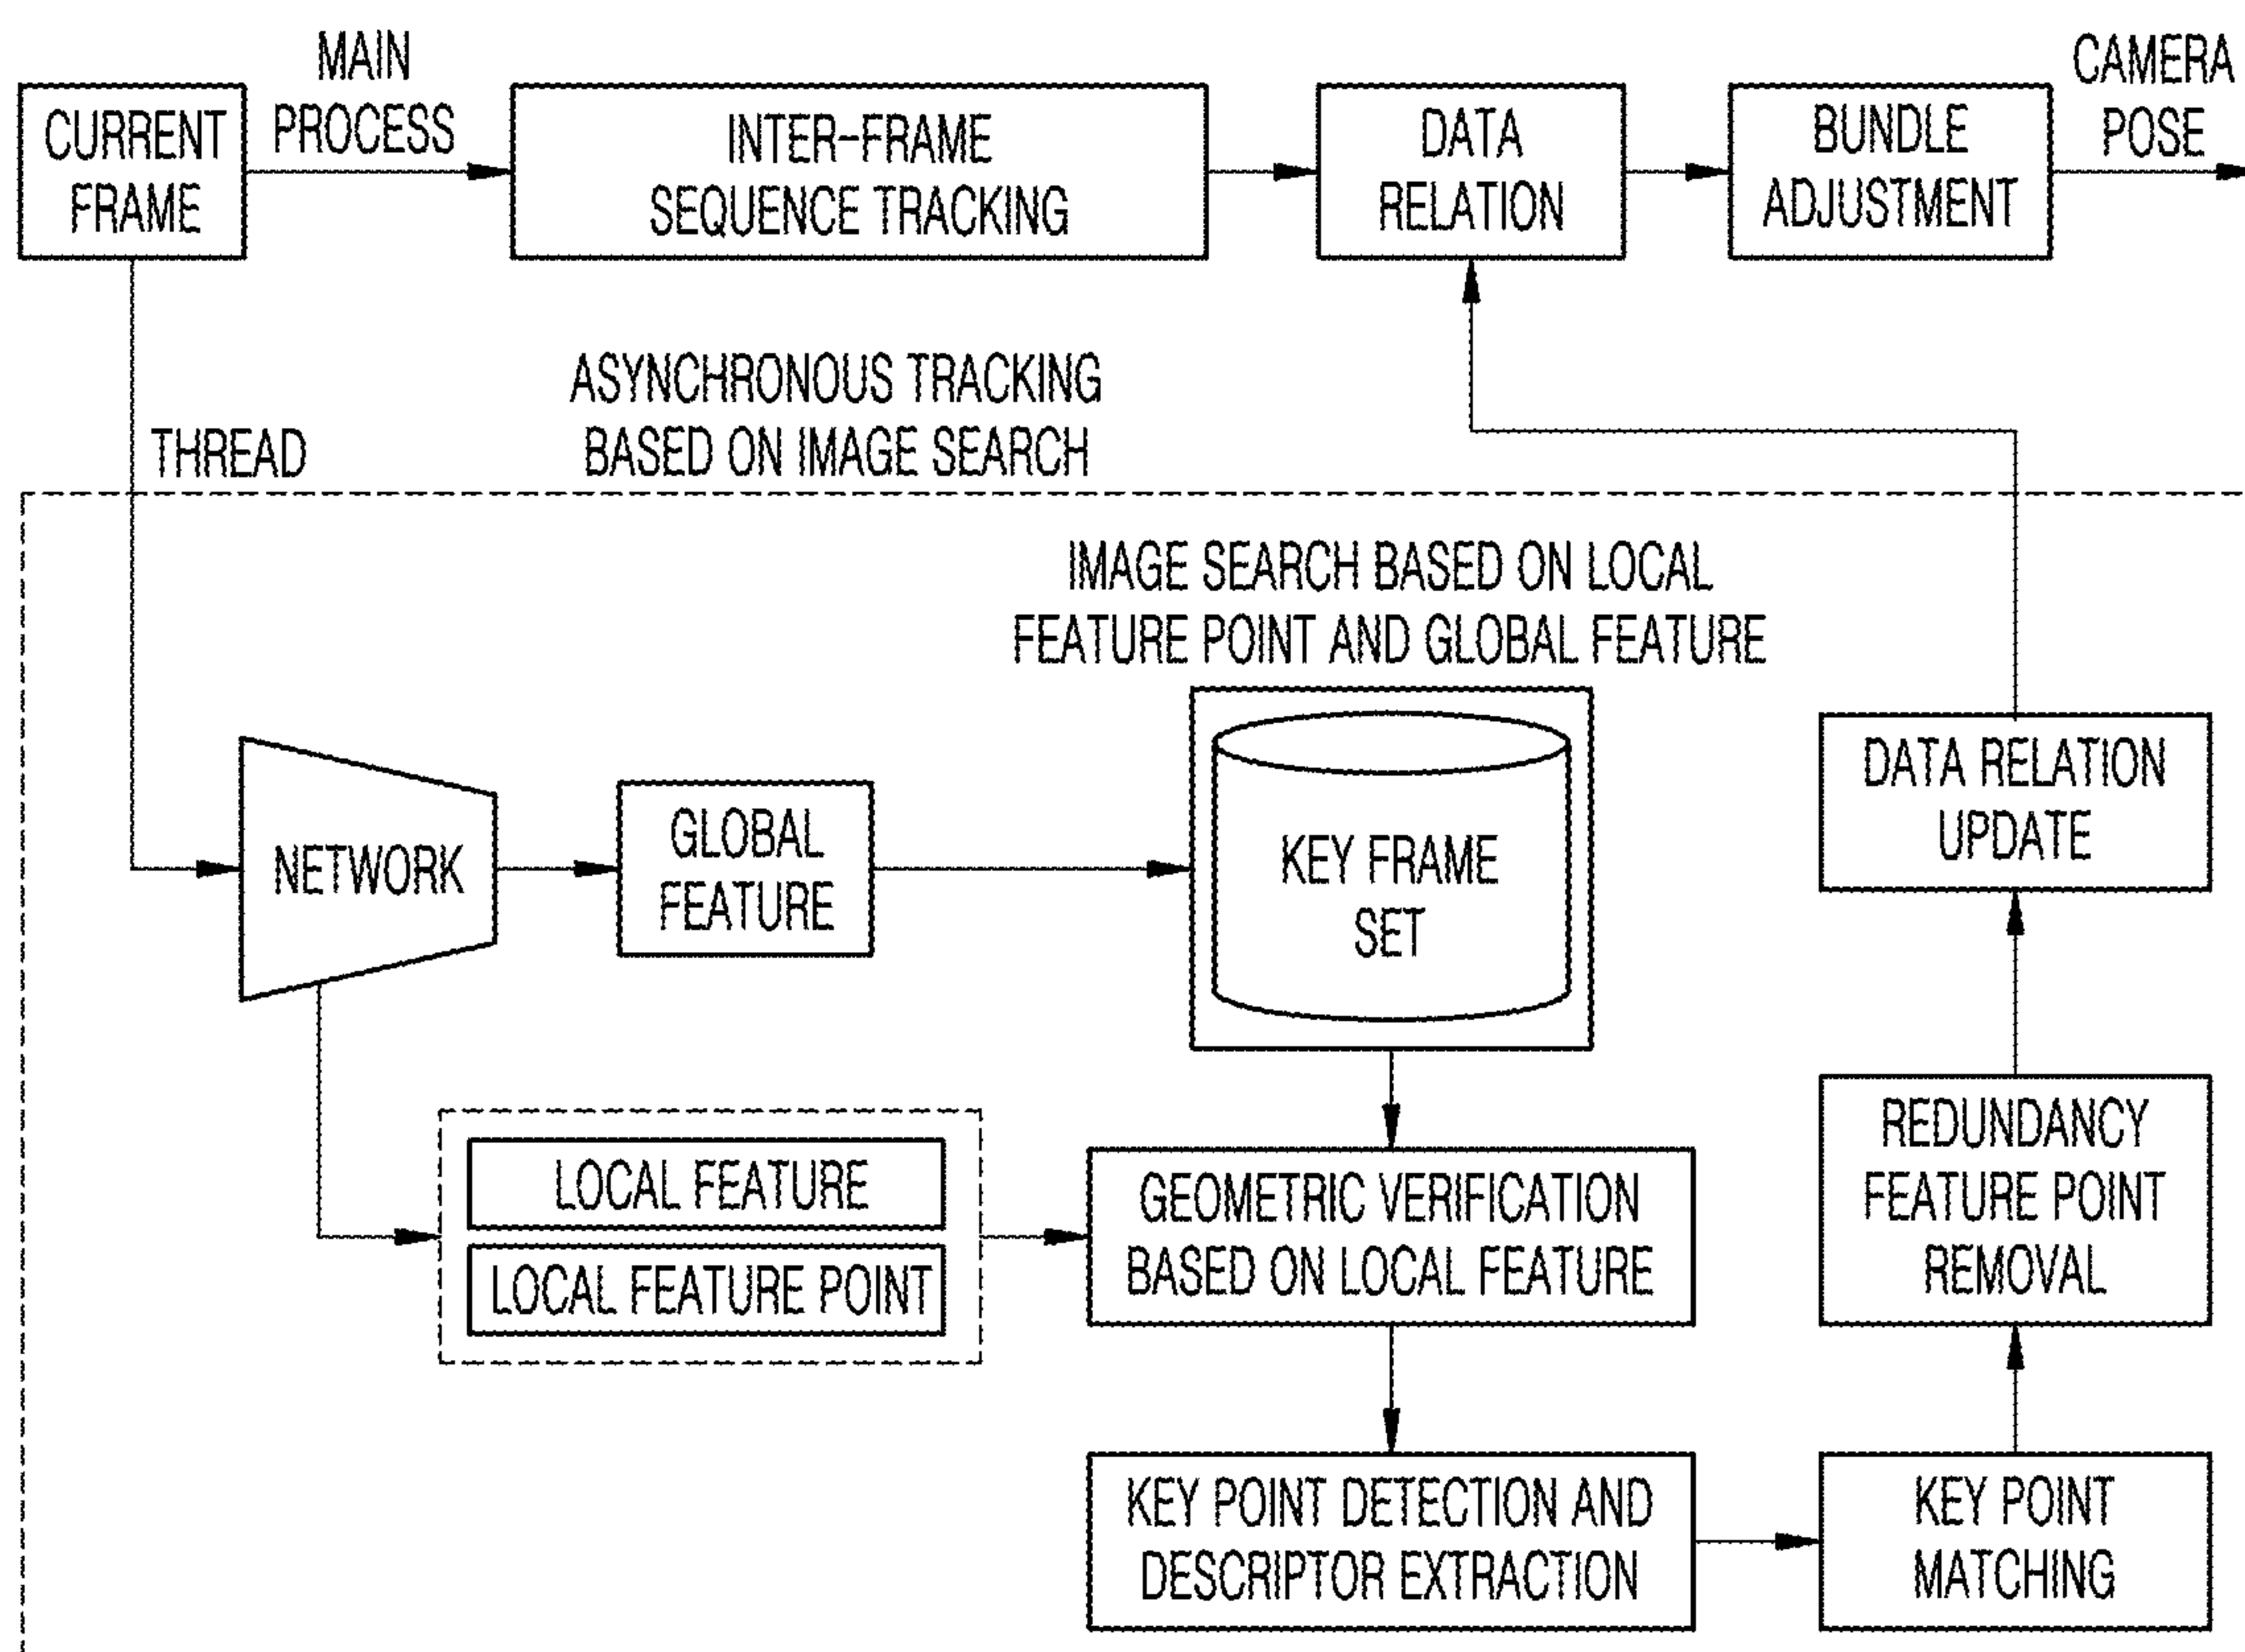 MAIN
PROCESS
CAMERA
POSE
CURRENT
FRAME
INTER-FRAME
SEQUENCE TRACKING
DATA
RELATION
BUNDLE
ADJUSTMENT
ASYNCHRONOUS TRACKING
BASED ON IMAGE SEARCH
THREAD
IMAGE SEARCH BASED ON LOCAL
FEATURE POINT AND GLOBAL FEATURE
NETWORK
GLOBAL
FEATURE
KEY FRAME
SET
DATA RELATION
UPDATE
LOCAL FEATURE
LOCAL FEATURE POINT
GEOMETRIC VERIFICATION
BASED ON LOCAL FEATURE
REDUNDANCY
FEATURE POINT
REMOVAL
KEY POINT DETECTION AND
DESCRIPTOR EXTRACTION
KEY POINT
MATCHING